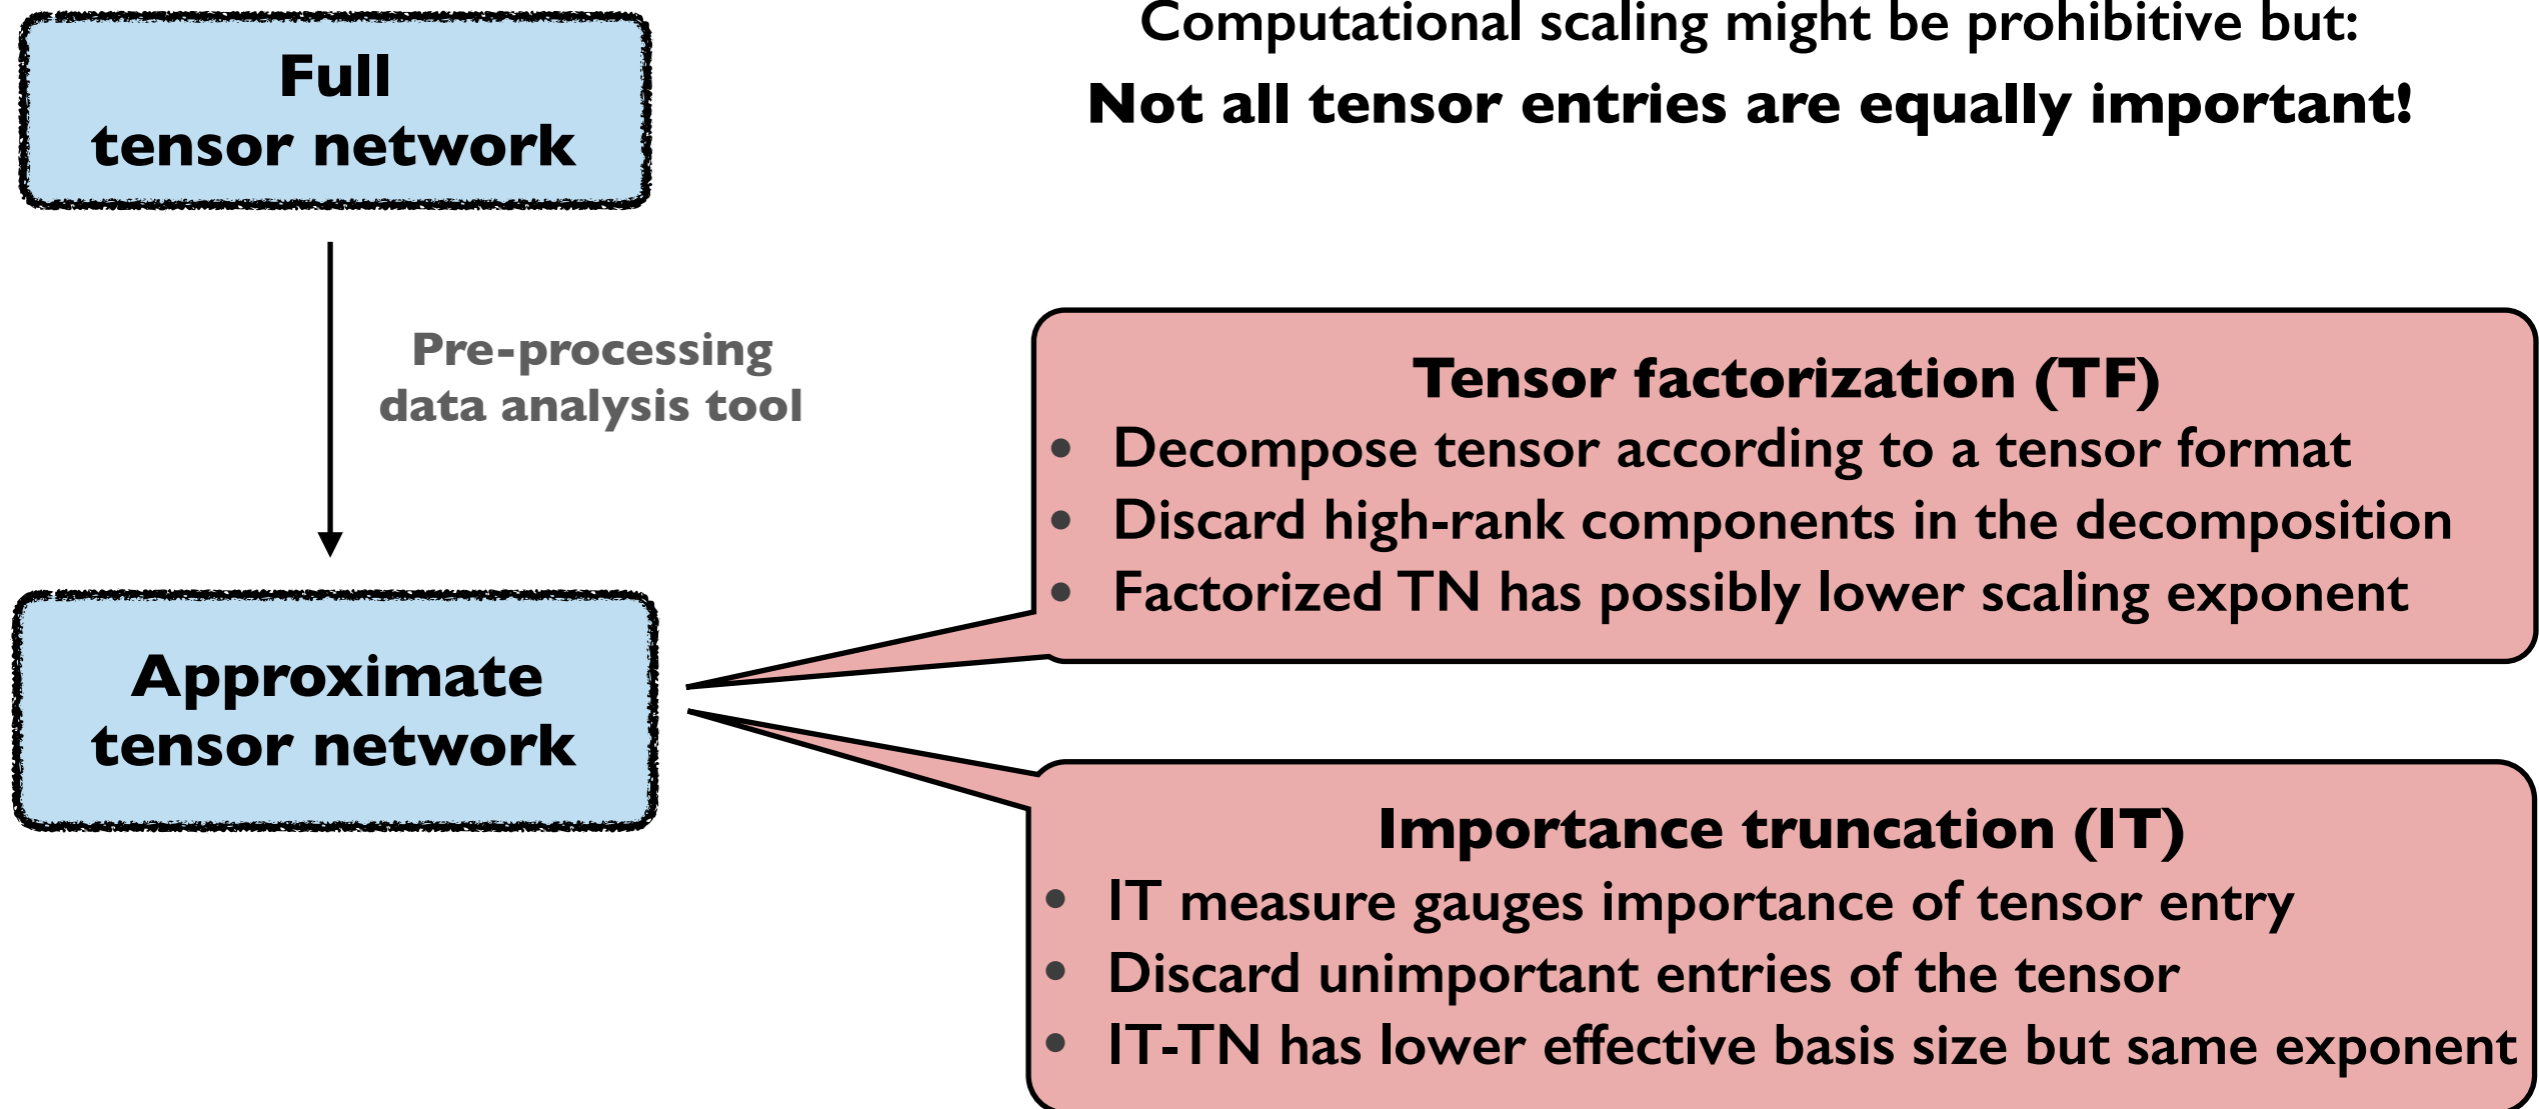 Computational scaling might be prohibitive but:
Not all tensor entries are equally important!
Full
tensor network
Pre-processing
data analysis tool
Approximate
tensor network
Tensor factorization (TF)
• Decompose tensor according to a tensor format
• Discard high-rank components in the decomposition
• Factorized TN has possibly lower scaling exponent
Importance truncation (IT)
• IT measure gauges importance of tensor entry
• Discard unimportant entries of the tensor
• IT-TN has lower effective basis size but same exponent